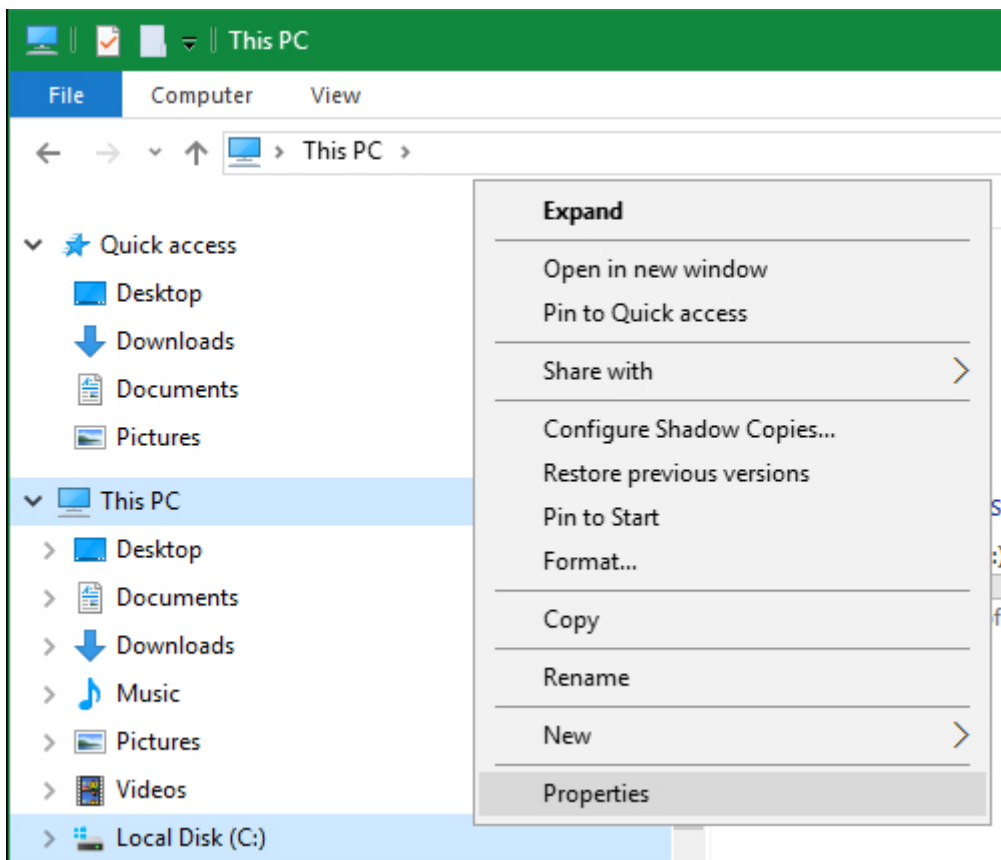 This PC
File Computer View
This PC
Quick access
Desktop
Downloads
Documents
Pictures
This PC
Desktop
Documents
Downloads
Music
Pictures
Videos
Local Disk (C:)
Expand
Open in new window
Pin to Quick access
Share with
Configure Shadow Copies...
Restore previous versions
Pin to Start
Format...
Copy
Rename
New
Properties